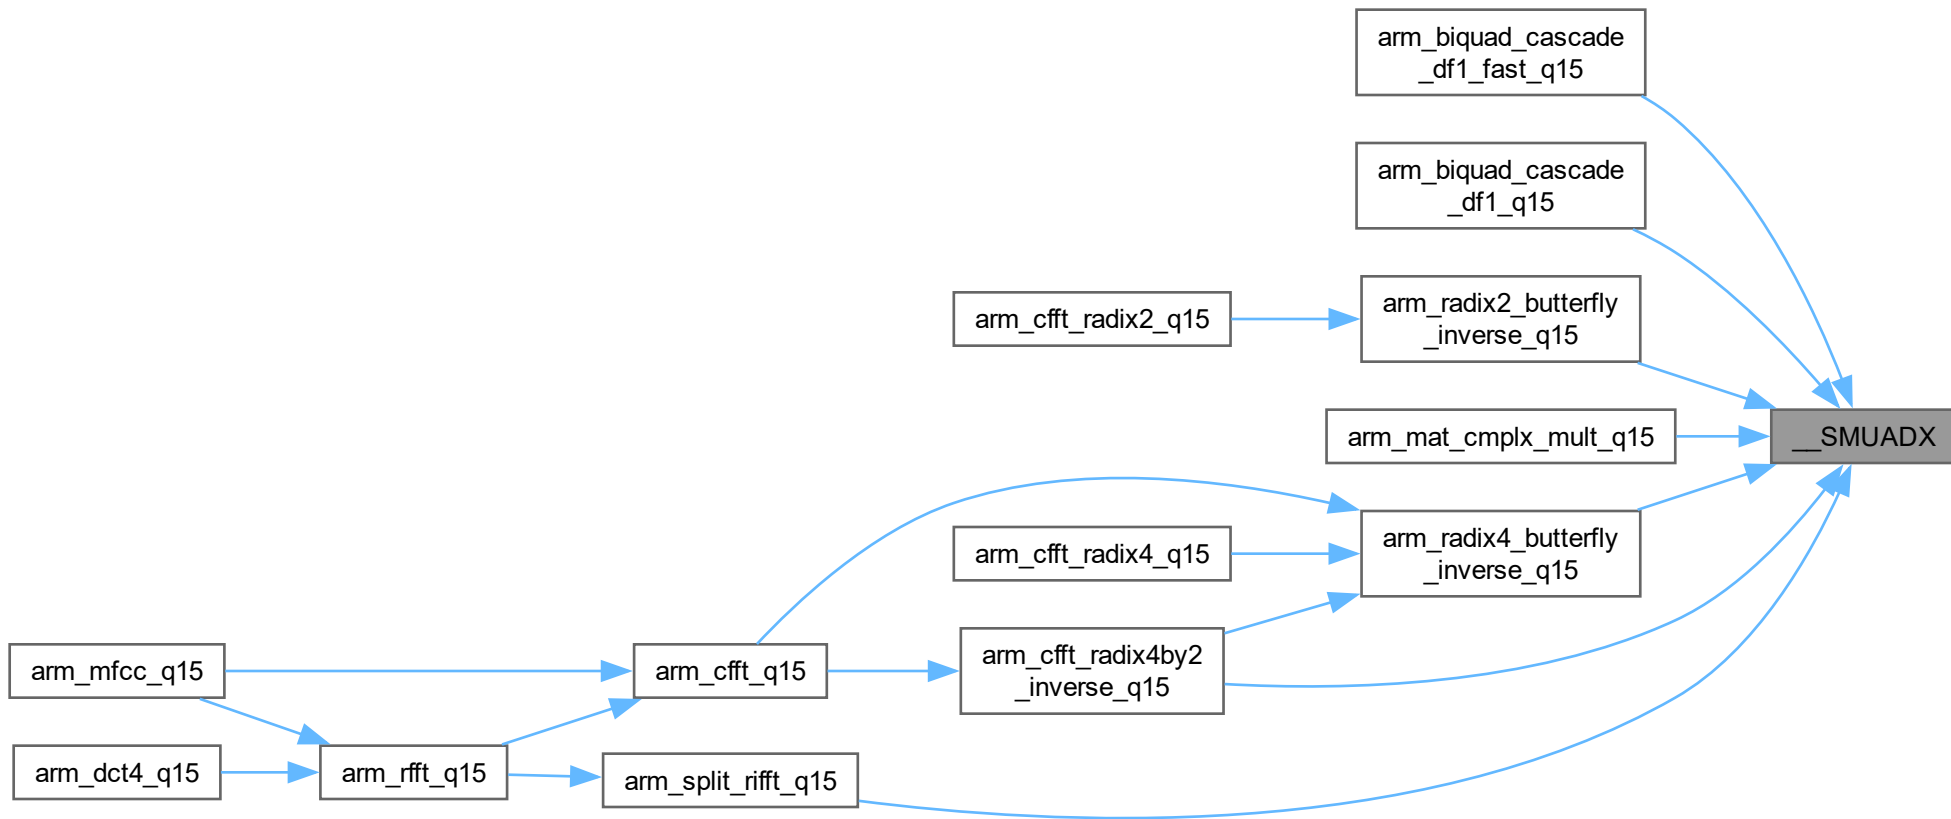 arm_biquad_cascade
_df1_fast_q15
arm_biquad_cascade
_df1_q15
arm_radix2_butterfly
_inverse_q15
arm_cfft_radix2_q15
arm_mat_cmplx_mult_q15
__SMUADX
arm_radix4_butterfly
_inverse_q15
arm_cfft_radix4_q15
arm_cfft_radix4by2
_inverse_q15
arm_cfft_q15
arm_mfcc_q15
arm_dct4_q15
arm_rfft_q15
arm_split_rifft_q15